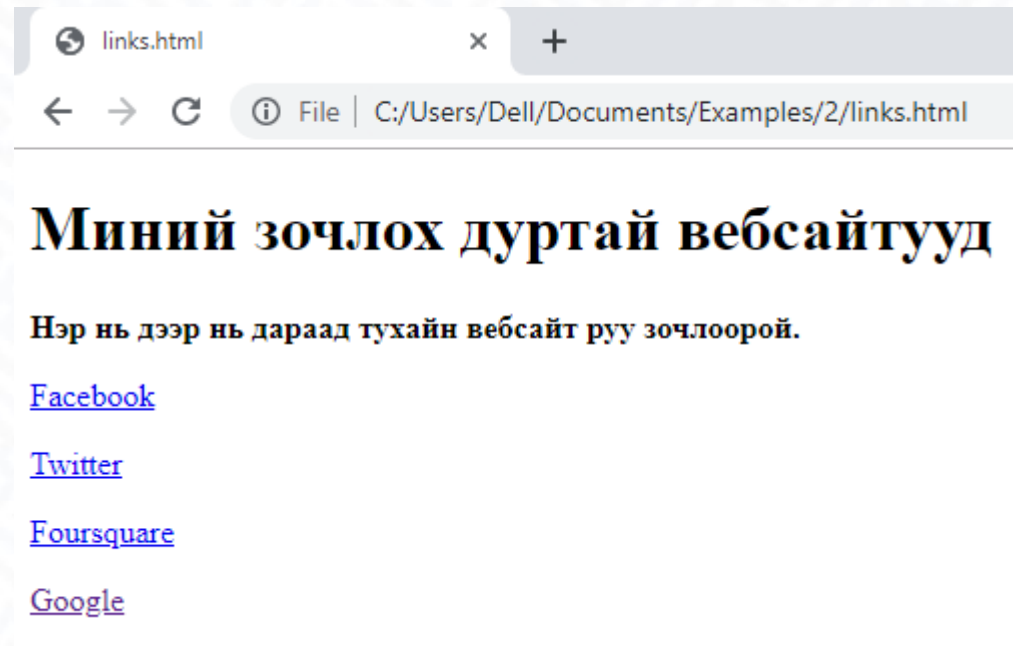 links.html
File | C:/Users/Dell/Documents/Examples/2/links.html
Миний зочлох дуртай вебсайтууд
Нэр нь дээр нь дараад тухайн вебсайт руу зочлоорой.
Facebook
Twitter
Foursquare
Google